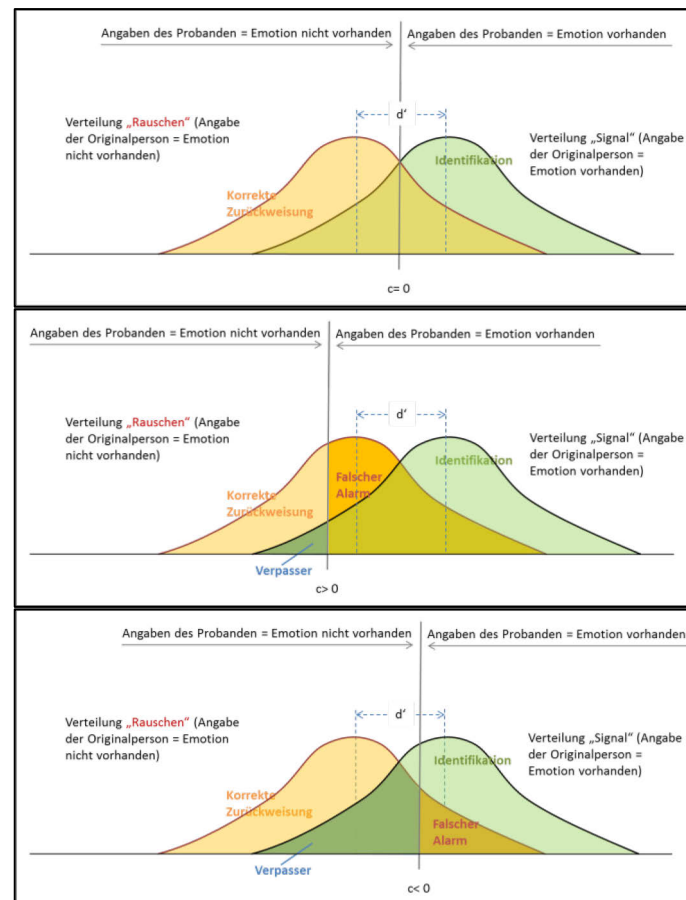 Angaben des Probanden = Emotion nicht vorhanden
Angaben des Probanden = Emotion vorhanden
d‘
Verteilung „Rauschen“ (Angabe
der Originalperson = Emotion
nicht vorhanden)
Verteilung „Signal“ (Angabe
der Originalperson =
Emotion vorhanden)
Identifikation
Korrekte
Zurückweisung
c= 0
Angaben des Probanden = Emotion nicht vorhanden
Angaben des Probanden = Emotion vorhanden
d‘
Verteilung „Rauschen“ (Angabe
der Originalperson = Emotion
nicht vorhanden)
Verteilung „Signal“ (Angabe
der Originalperson =
Emotion vorhanden)
Identifikation
Falscher
Alarm
Korrekte
Zurückweisung
Verpasser
c> 0
Angaben des Probanden = Emotion nicht vorhanden
Angaben des Probanden = Emotion vorhanden
d‘
Verteilung „Rauschen“ (Angabe
der Originalperson = Emotion
nicht vorhanden)
Verteilung „Signal“ (Angabe
der Originalperson =
Emotion vorhanden)
Identifikation
Korrekte
Zurückweisung
Falscher
Alarm
Verpasser
c< 0